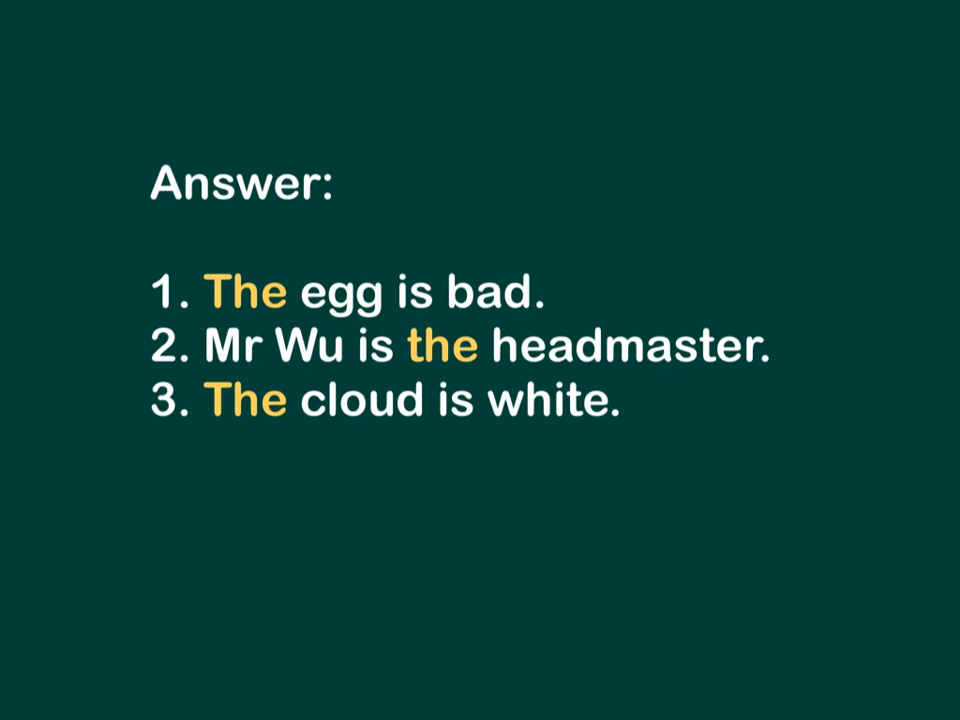 Answer:
1. The egg is bad.
2. Mr Wu is the headmaster.
3. The cloud is white.